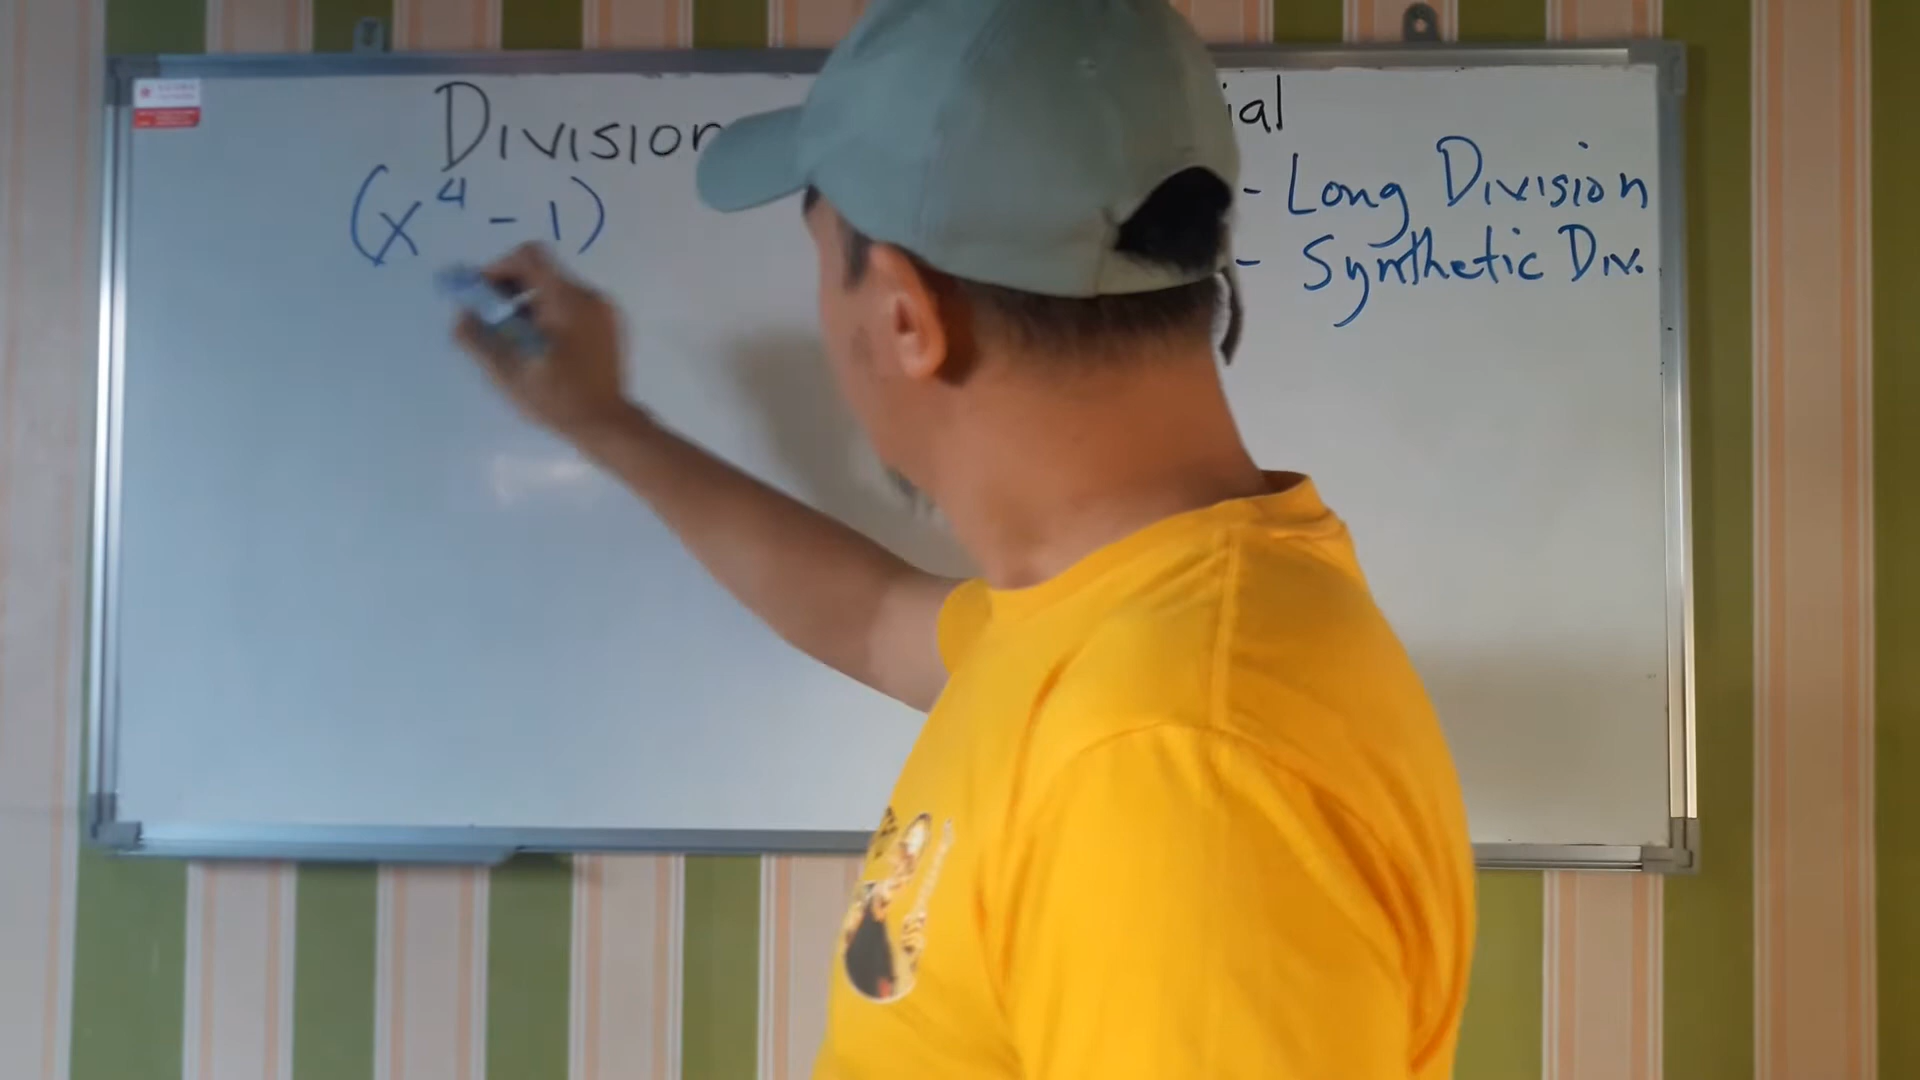 Division ial
(x⁴ - 1)
- Long Division
- Synthetic Div.